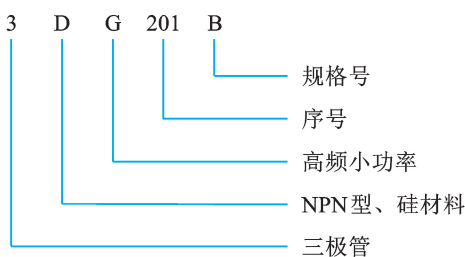 3 D G 201 B
规格号
序号
高频小功率
NPN型、硅材料
三极管